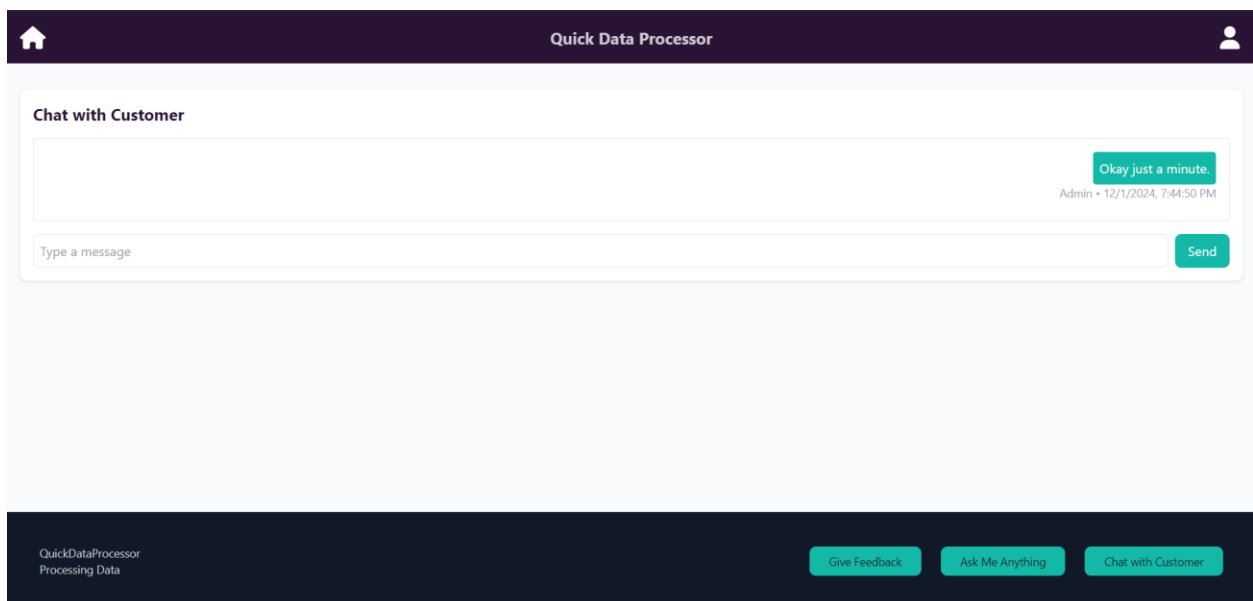 Quick Data Processor
Chat with Customer
Okay just a minute.
Admin • 12/1/2024, 7:44:50 PM
Type a message
Send
QuickDataProcessor
Processing Data
Give Feedback
Ask Me Anything
Chat with Customer